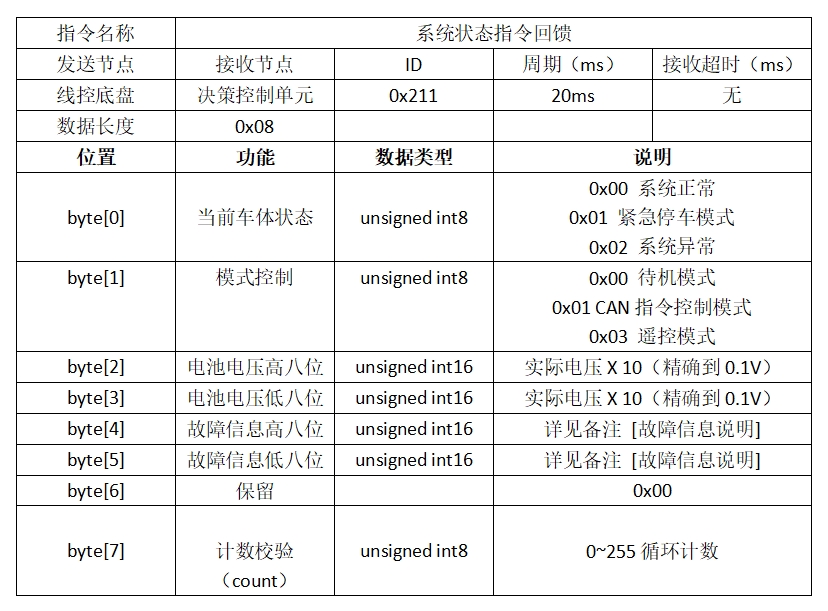 指令名称 系统状态指令回馈
发送节点 接收节点 ID 周期（ms） 接收超时（ms）
线控底盘 决策控制单元 0x211 20ms 无
数据长度 0x08
位置 功能 数据类型 说明
byte[0] 当前车体状态 unsigned int8 0x00 系统正常
0x01 紧急停车模式
0x02 系统异常
byte[1] 模式控制 unsigned int8 0x00 待机模式
0x01 CAN 指令控制模式
0x03 遥控模式
byte[2] 电池电压高八位 unsigned int16 实际电压 X 10（精确到 0.1V）
byte[3] 电池电压低八位 unsigned int16 实际电压 X 10（精确到 0.1V）
byte[4] 故障信息高八位 unsigned int16 详见备注 [故障信息说明]
byte[5] 故障信息低八位 unsigned int16 详见备注 [故障信息说明]
byte[6] 保留 0x00
byte[7] 计数校验 unsigned int8 0~255 循环计数
（count）